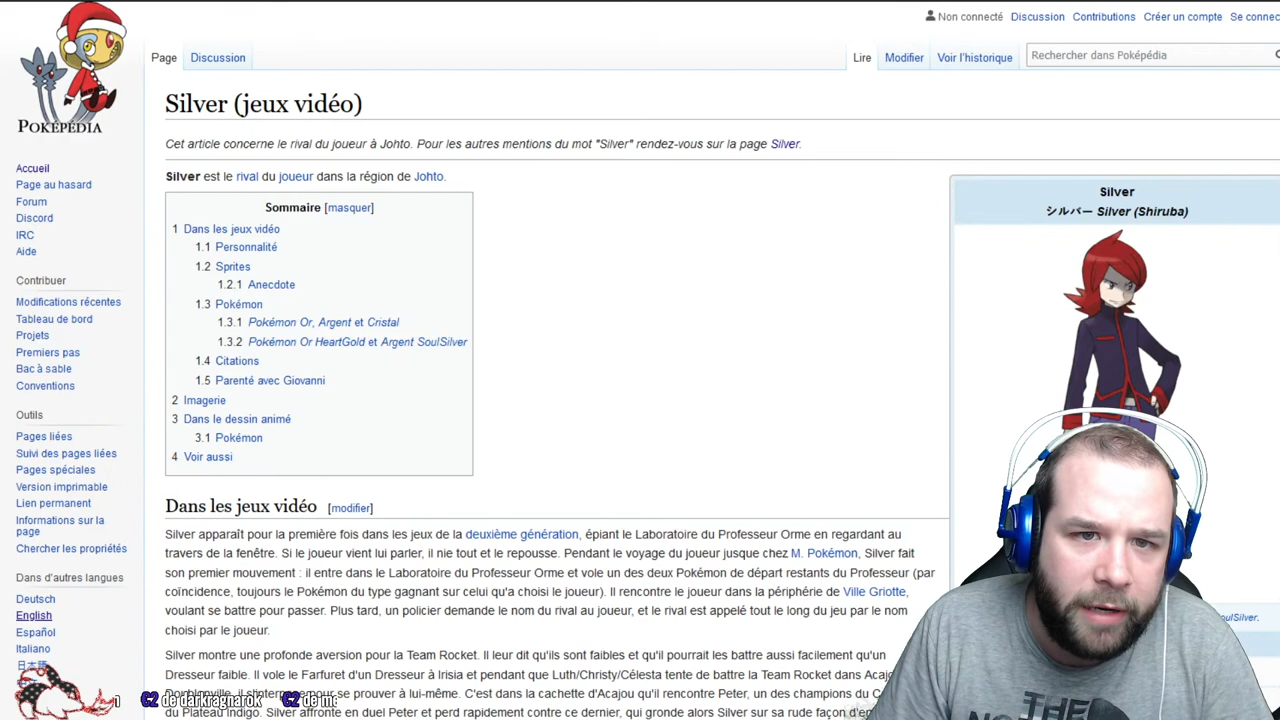 Non connecté Discussion Contributions Créer un compte Se connec
Page Discussion Lire Modifier Voir l'historique Rechercher dans Poképédia
POKÉPÉDIA
Accueil
Page au hasard
Forum
Discord
IRC
Aide
Contribuer
Modifications récentes
Tableau de bord
Projets
Premiers pas
Bac à sable
Conventions
Outils
Pages liées
Suivi des pages liées
Pages spéciales
Version imprimable
Lien permanent
Informations sur la
page
Chercher les propriétés
Dans d'autres langues
Deutsch
English
Español
Italiano
日本語
Silver (jeux vidéo)
Cet article concerne le rival du joueur à Johto. Pour les autres mentions du mot "Silver" rendez-vous sur la page Silver.
Silver est le rival du joueur dans la région de Johto.
Sommaire [masquer]
1 Dans les jeux vidéo
1.1 Personnalité
1.2 Sprites
1.2.1 Anecdote
1.3 Pokémon
1.3.1 Pokémon Or, Argent et Cristal
1.3.2 Pokémon Or HeartGold et Argent SoulSilver
1.4 Citations
1.5 Parenté avec Giovanni
2 Imagerie
3 Dans le dessin animé
3.1 Pokémon
4 Voir aussi
Silver
シルバー Silver (Shiruba)
oulSilver.
Dans les jeux vidéo [modifier]
Silver apparaît pour la première fois dans les jeux de la deuxième génération, épiant le Laboratoire du Professeur Orme en regardant au
travers de la fenêtre. Si le joueur vient lui parler, il nie tout et le repousse. Pendant le voyage du joueur jusque chez M. Pokémon, Silver fait
son premier mouvement : il entre dans le Laboratoire du Professeur Orme et vole un des deux Pokémon de départ restants du Professeur (par
coïncidence, toujours le Pokémon du type gagnant sur celui qu'a choisi le joueur). Il rencontre le joueur dans la périphérie de Ville Griotte,
voulant se battre pour passer. Plus tard, un policier demande le nom du rival au joueur, et le rival est appelé tout le long du jeu par le nom
choisi par le joueur.
Silver montre une profonde aversion pour la Team Rocket. Il leur dit qu'ils sont faibles et qu'il pourrait les battre aussi facilement qu'un
Dresseur faible. Il vole le Farfuret d'un Dresseur à Irisia et pendant que Luth/Christy/Célesta tente de battre la Team Rocket dans Acajou
pour se prouver à lui-même. C'est dans la cachette d'Acajou qu'il rencontre Peter, un des champions du C
du Plateau Indigo. Silver affronte en duel Peter et perd rapidement contre ce dernier, qui gronde alors Silver sur sa rude façon d'e
C2 de darkragnarok C2 de me